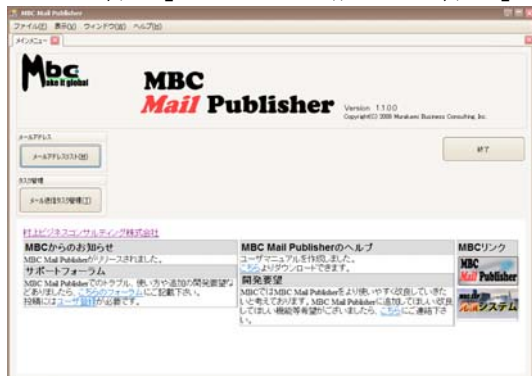 MBC Mail Publisher
ファイル(E) 表示(V) ウィンドウ(W) ヘルプ(H)
メインメニュー
Mbc
Make it global
MBC
Mail Publisher
Version 1.1.0.0
Copyright(C) 2008 Murakami Business Consulting, Inc.
メールアドレス
メールアドレスリスト(M)
終了
タスク管理
メール送信タスク管理(T)
村上ビジネスコンサルティング株式会社
MBCからのお知らせ
MBC Mail Publisherがリリースされました。
サポートフォーラム
MBC Mail Publisherでのトラブル、使い方や追加の開発要望な
どありましたら、こちらのフォーラムにご記載下さい。
投稿にはユーザ登録が必要です。
MBC Mail Publisherのヘルプ
ユーザマニュアルを作成しました。
こちらよりダウンロードできます。
開発要望
MBCではMBC Mail Publisherをより使いやすく改良していきた
いと考えております。MBC Mail Publisherに追加してほしい・改良
してほしい機能等希望がございましたら、こちらにご連絡下さ
い。
MBCリンク
MBC
Mail Publisher
システム